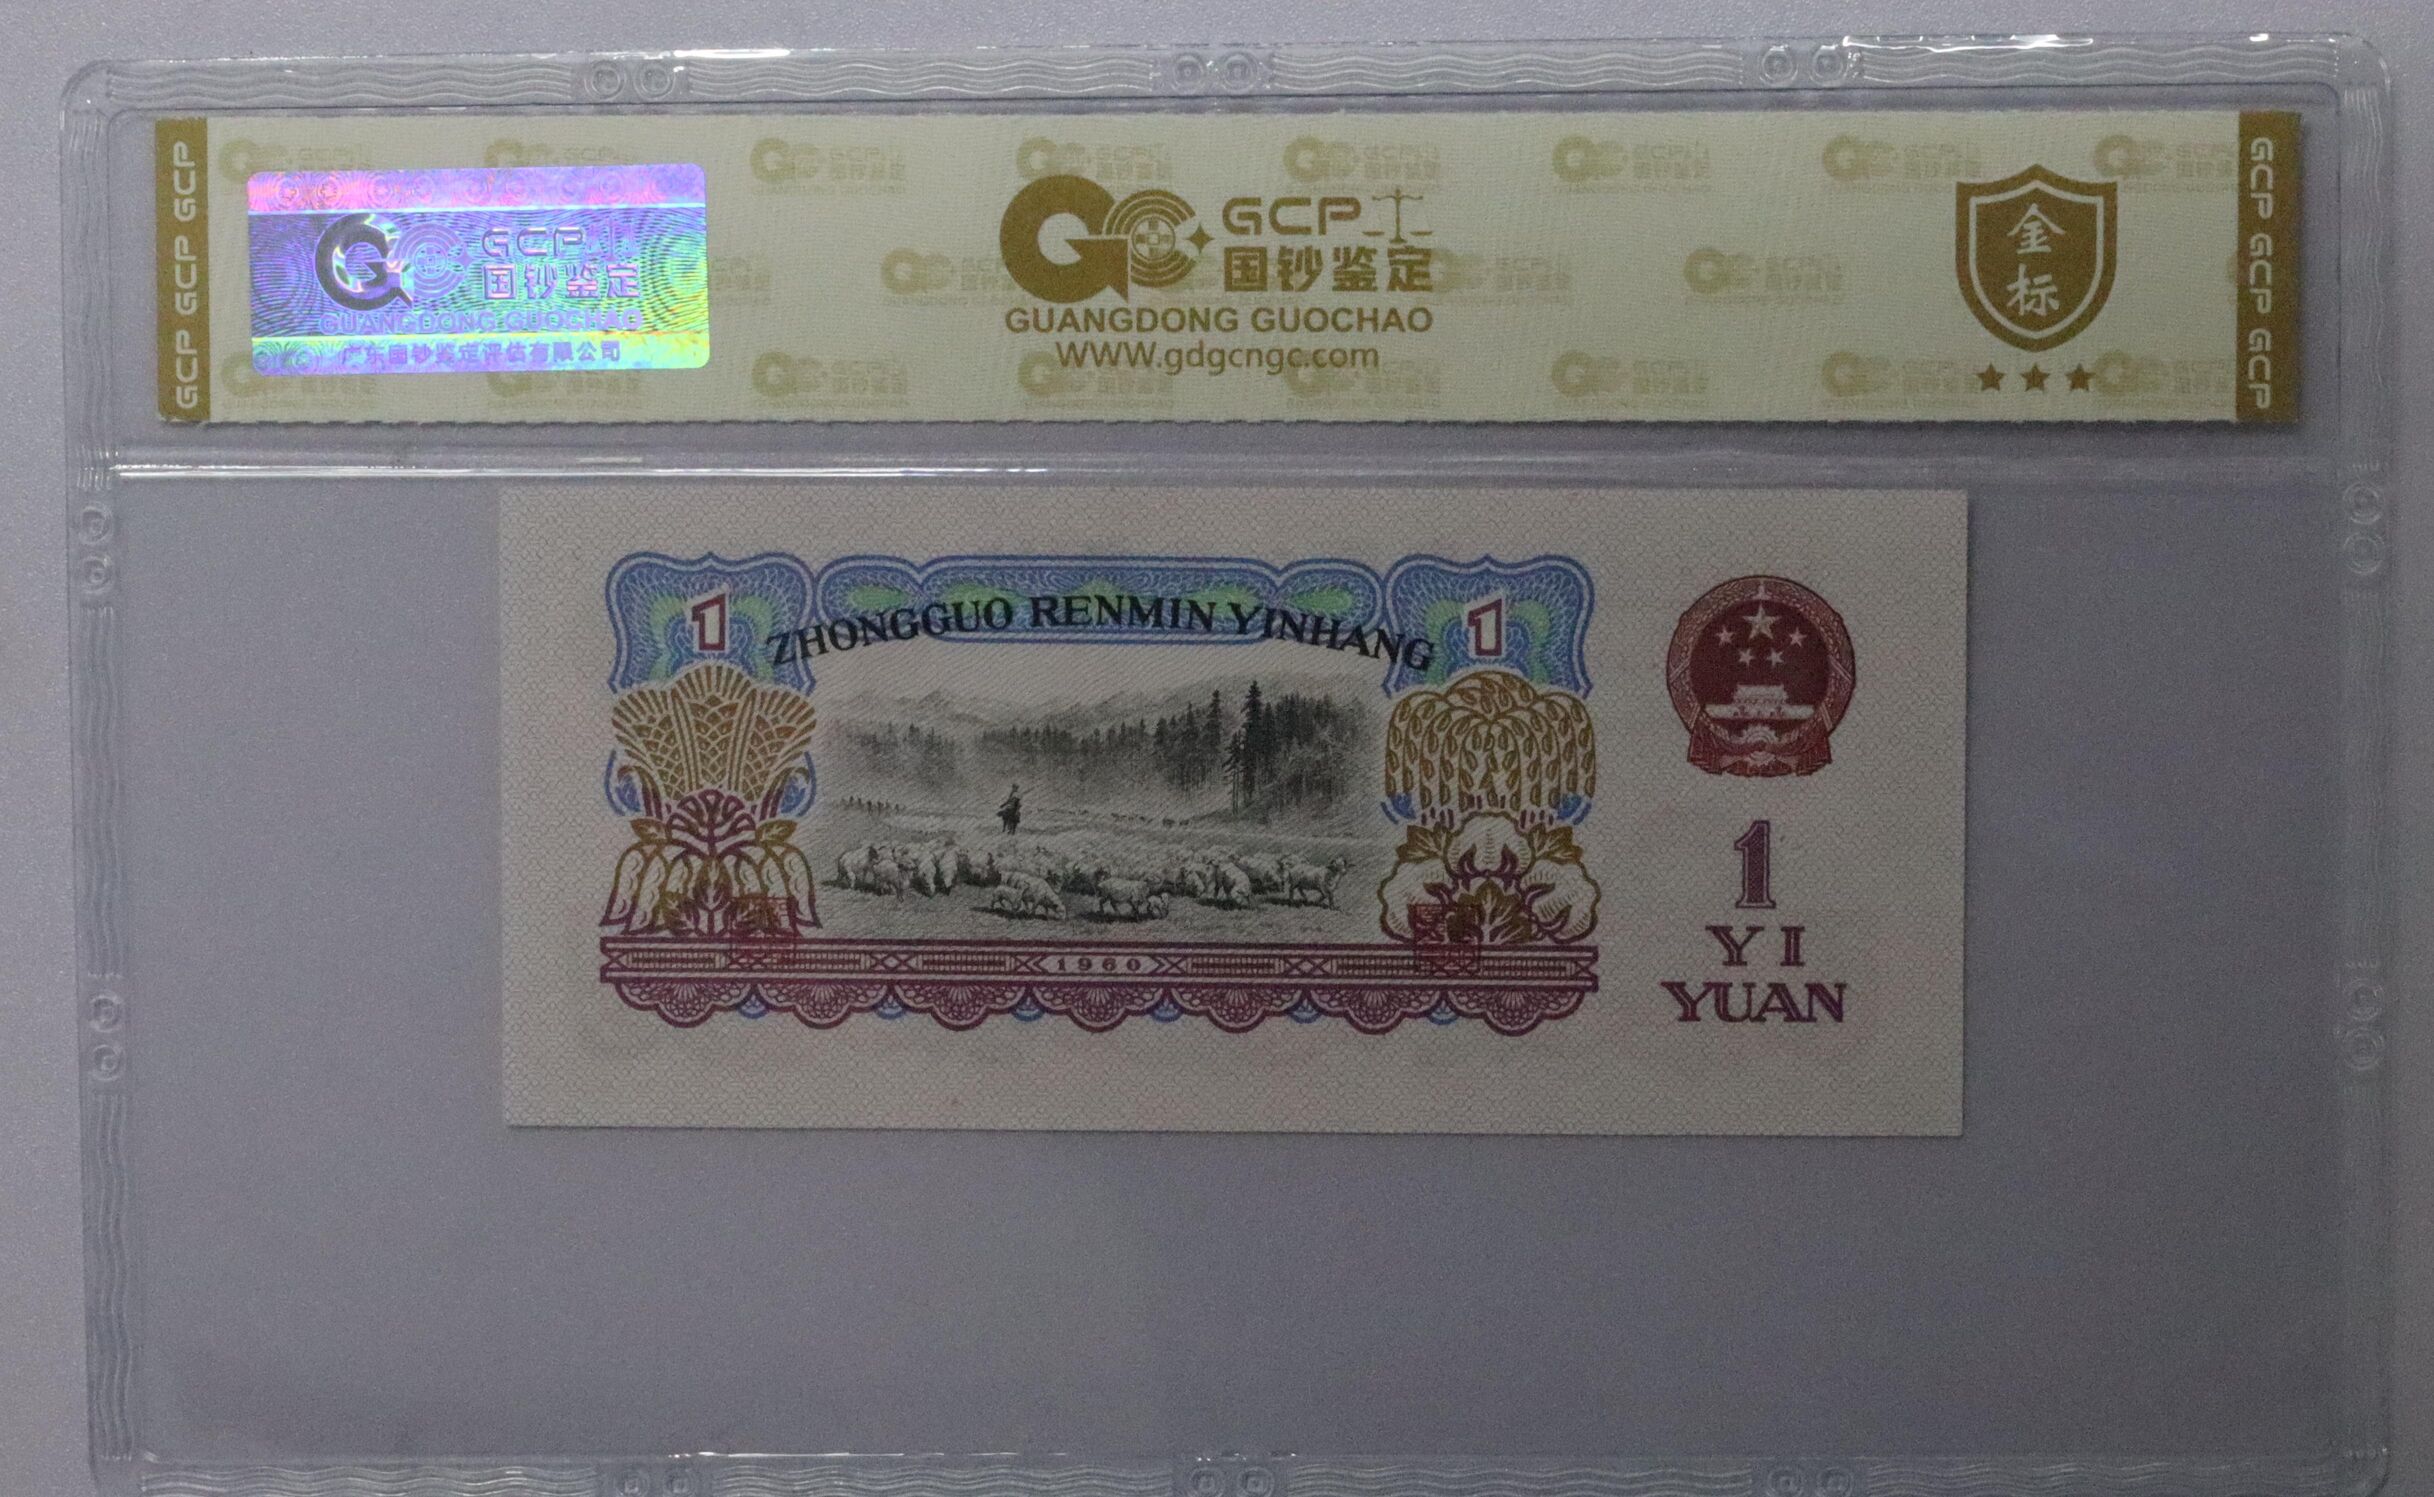 GCP GCP GCP
GCP
国钞鉴定
GUANGDONG GUOCHAO
广东国钞鉴定评估有限公司
GCP
国钞鉴定
GUANGDONG GUOCHAO
WWW.gdgcngc.com
金
标
GCP GCP GCP
1
ZHONGGUO RENMIN YINHANG
1
1960
1
YI
YUAN